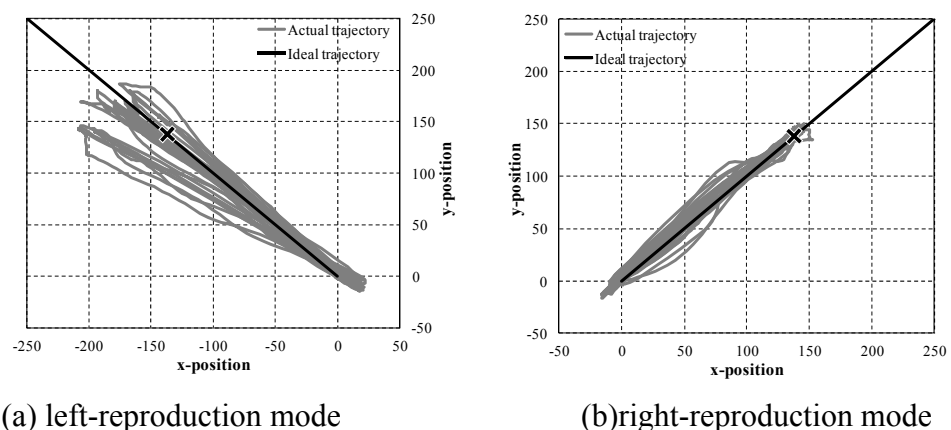 Actual trajectory
Ideal trajectory
250
200
150
100
50
0
-50
y-position
-250 -200 -150 -100 -50 0 50
x-position
(a) left-reproduction mode
Actual trajectory
Ideal trajectory
250
200
150
100
50
0
-50
y-position
-50 0 50 100 150 200 250
x-position
(b)right-reproduction mode